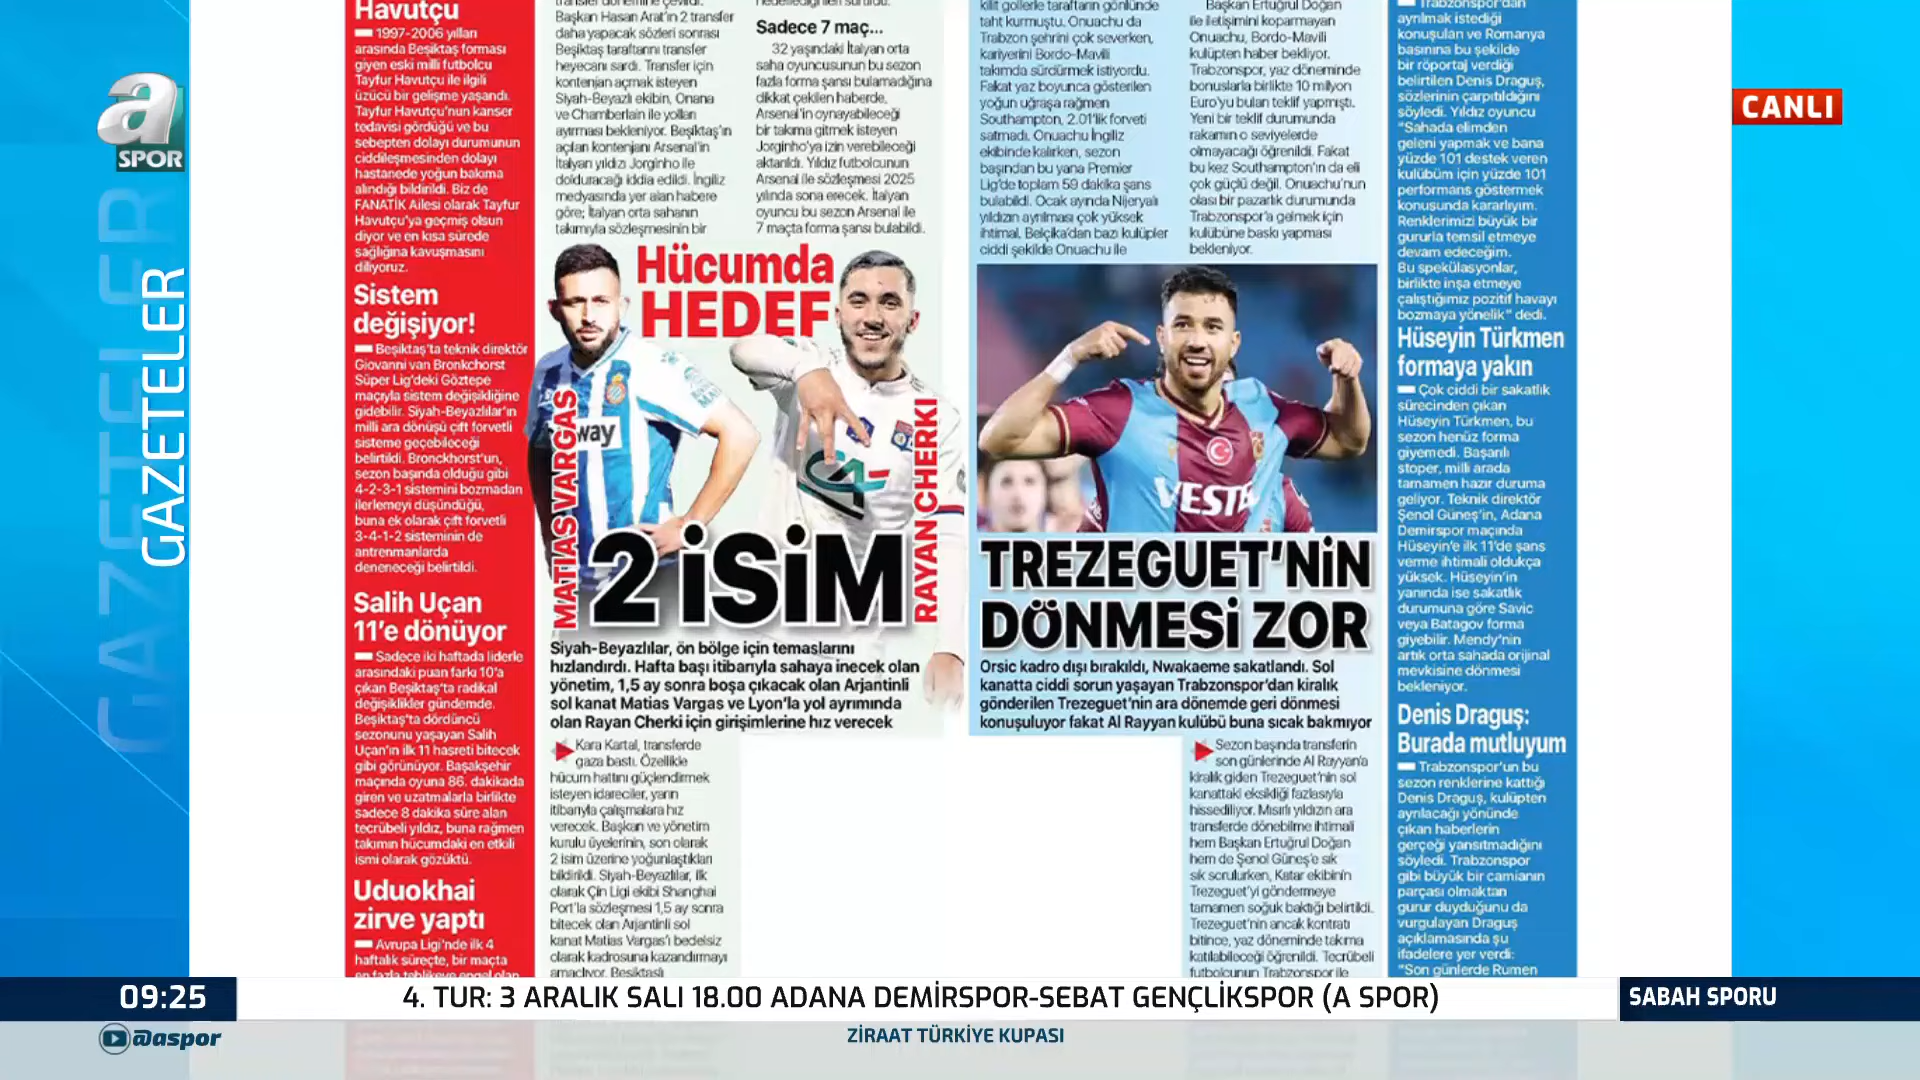 a
SPOR
GAZETELER
GAZETELER
CANLI
Havutçu
1997-2006 yılları
arasında Beşiktaş forması
giyen eski milli futbolcu
Tayfur Havutçu ile ilgili
üzücü bir gelişme yaşandı.
Tayfur Havutçu'nun kanser
tedavisi gördüğü ve bu
sebepten dolayı durumunun
ciddileşmesinden dolayı
hastanede yoğun bakıma
alındığı bildirildi. Biz de
FANATİK Ailesi olarak Tayfur
Havutçu'ya geçmiş olsun
diyor ve en kısa sürede
sağlığına kavuşmasını
diliyoruz.
Sistem
değişiyor!
Beşiktaş'ta teknik direktör
Giovanni van Bronkchorst
Süper Lig'deki Göztepe
maçıyla sistem değişikliğine
gidebilir. Siyah-Beyazlılar'ın
milli ara dönüşü çift forvetli
sisteme geçebileceği
belirtildi. Bronckhorst'un,
sezon başında olduğu gibi
4-2-3-1 sistemini bozmadan
ilerlemeyi düşündüğü,
buna ek olarak çift forvetli
3-4-1-2 sisteminin de
antrenmanlarda
deneneceği belirtildi.
Salih Uçan
11'e dönüyor
Sadece iki haftada liderle
arasındaki puan farkı 10'a
çıkan Beşiktaş'ta radikal
değişiklikler gündemde.
Beşiktaş'ta dördüncü
sezonunu yaşayan Salih
Uçan'ın ilk 11 hasreti bitecek
gibi görünüyor. Başakşehir
maçında oyuna 86. dakikada
giren ve uzatmalarla birlikte
sadece 8 dakika süre alan
tecrübeli yıldız, buna rağmen
takımın hücumdaki en etkili
ismi olarak gözüktü.
Uduokhai
zirve yaptı
Avrupa Ligi'nde ilk 4
haftalık süreçte, bir maçta
en fazla tehlikeye engel olan
transfer dönemine çevrildi.
Başkan Hasan Arat'ın 2 transfer
daha yapacak sözleri sonrası
Beşiktaş taraftarını transfer
heyecanı sardı. Transfer için
kontenjan açmak isteyen
Siyah-Beyazlı ekibin, Onana
ve Chamberlain ile yolları
ayırması bekleniyor. Beşiktaş'ın
açılan kontenjanı Arsenal'in
İtalyan yıldızı Jorginho ile
dolduracağı iddia edildi. İngiliz
medyasında yer alan habere
göre; İtalyan orta sahanın
takımıyla sözleşmesinin bir
Sadece 7 maç...
32 yaşındaki İtalyan orta
saha oyuncusunun bu sezon
fazla forma şansı bulamadığına
dikkat çekilen haberde,
Arsenal'in oynayabileceği
bir takıma gitmek isteyen
Jorginho'ya izin verebileceği
aktarıldı. Yıldız futbolcunun
Arsenal ile sözleşmesi 2025
yılında sona erecek. İtalyan
oyuncu bu sezon Arsenal ile
7 maçta forma şansı bulabildi.
Hücumda
HEDEF
MATIAS VARGAS
way
RAYAN CHERKI
2 İSİM
Siyah-Beyazlılar, ön bölge için temaslarını
hızlandırdı. Hafta başı itibarıyla sahaya inecek olan
yönetim, 1,5 ay sonra boşa çıkacak olan Arjantinli
sol kanat Matias Vargas ve Lyon'la yol ayrımında
olan Rayan Cherki için girişimlerine hız verecek
Kara Kartal, transferde
gaza bastı. Özellikle
hücum hattını güçlendirmek
isteyen idareciler, yarın
itibarıyla çalışmalara hız
verecek. Başkan ve yönetim
kurulu üyelerinin, son olarak
2 isim üzerine yoğunlaştıkları
bildirildi. Siyah-Beyazlılar, ilk
olarak Çin Ligi ekibi Shanghai
Port'la sözleşmesi 1,5 ay sonra
bitecek olan Arjantinli sol
kanat Matias Vargas'ı bedelsiz
olarak kadrosuna kazandırmayı
amaçlıyor. Beşiktaşlı
kilit gollerle taraftarın gönlünde
taht kurmuştu. Onuachu da
Trabzon şehrini çok severken,
kariyerini Bordo-Mavili
takımda sürdürmek istiyordu.
Fakat yaz boyunca gösterilen
yoğun uğraşa rağmen
Southampton, 2.01'lik forveti
satmadı. Onuachu İngiliz
ekibinde kalırken, sezon
başından bu yana Premier
Lig'de toplam 59 dakika şans
bulabildi. Ocak ayında Nijeryalı
yıldızın ayrılması çok yüksek
ihtimal. Belçika'dan bazı kulüpler
ciddi şekilde Onuachu ile
Başkan Ertuğrul Doğan
ile iletişimini koparmayan
Onuachu, Bordo-Mavili
kulüpten haber bekliyor.
Trabzonspor, yaz döneminde
bonuslarla birlikte 10 milyon
Euro'yu bulan teklif yapmıştı.
Yeni bir teklif durumunda
rakamın o seviyelerde
olmayacağı öğrenildi. Fakat
bu kez Southampton'ın da eli
çok güçlü değil. Onuachu'nun
olası bir pazarlık durumunda
Trabzonspor'a gelmek için
kulübüne baskı yapması
bekleniyor.
VESTE
TREZEGUET'NİN
DÖNMESİ ZOR
Orsic kadro dışı bırakıldı, Nwakaeme sakatlandı. Sol
kanatta ciddi sorun yaşayan Trabzonspor'dan kiralık
gönderilen Trezeguet'nin ara dönemde geri dönmesi
konuşuluyor fakat Al Rayyan kulübü buna sıcak bakmıyor
Sezon başında transferin
son günlerinde Al Rayyan'a
kiralık giden Trezeguet'nin sol
kanattaki eksikliği fazlasıyla
hissediliyor. Mısırlı yıldızın ara
transferde dönebilme ihtimali
hem Başkan Ertuğrul Doğan
hem de Şenol Güneş'e sık
sık sorulurken, Katar ekibinin
Trezeguet'yi göndermeye
tamamen soğuk baktığı belirtildi.
Trezeguet'nin ancak kontratı
bitince, yaz döneminde takıma
katılabileceği öğrenildi. Tecrübeli
futbolcunun Trabzonspor ile
Trabzonspor'dan
ayrılmak istediği
konuşulan ve Romanya
basınına bu şekilde
bir röportaj verdiği
belirtilen Denis Draguş,
sözlerinin çarpıtıldığını
söyledi. Yıldız oyuncu
"Sahada elimden
geleni yapmak ve bana
yüzde 101 destek veren
kulübüm için yüzde 101
performans göstermek
konusunda kararlıyım.
Renklerimizi büyük bir
gururla temsil etmeye
devam edeceğim.
Bu spekülasyonlar,
birlikte inşa etmeye
çalıştığımız pozitif havayı
bozmaya yönelik" dedi.
Hüseyin Türkmen
formaya yakın
Çok ciddi bir sakatlık
sürecinden çıkan
Hüseyin Türkmen, bu
sezon henüz forma
giyemedi. Başarılı
stoper, milli arada
tamamen hazır duruma
geliyor. Teknik direktör
Şenol Güneş'in, Adana
Demirspor maçında
Hüseyin'e ilk 11'de şans
verme ihtimali oldukça
yüksek. Hüseyin'in
yanında ise sakatlık
durumuna göre Savic
veya Batagov forma
giyebilir. Mendy'nin
artık orta sahada orijinal
mevkisine dönmesi
bekleniyor.
Denis Draguş:
Burada mutluyum
Trabzonspor'un bu
sezon renklerine kattığı
Denis Draguş, kulüpten
ayrılacağı yönünde
çıkan haberlerin
gerçeği yansıtmadığını
söyledi. Trabzonspor
gibi büyük bir camianın
parçası olmaktan
gurur duyduğunu da
vurgulayan Draguş
açıklamasında şu
ifadelere yer verdi:
"Son günlerde Rumen
09:25
4. TUR: 3 ARALIK SALI 18.00 ADANA DEMİRSPOR-SEBAT GENÇLİKSPOR (A SPOR)
SABAH SPORU
@aspor
ZİRAAT TÜRKİYE KUPASI